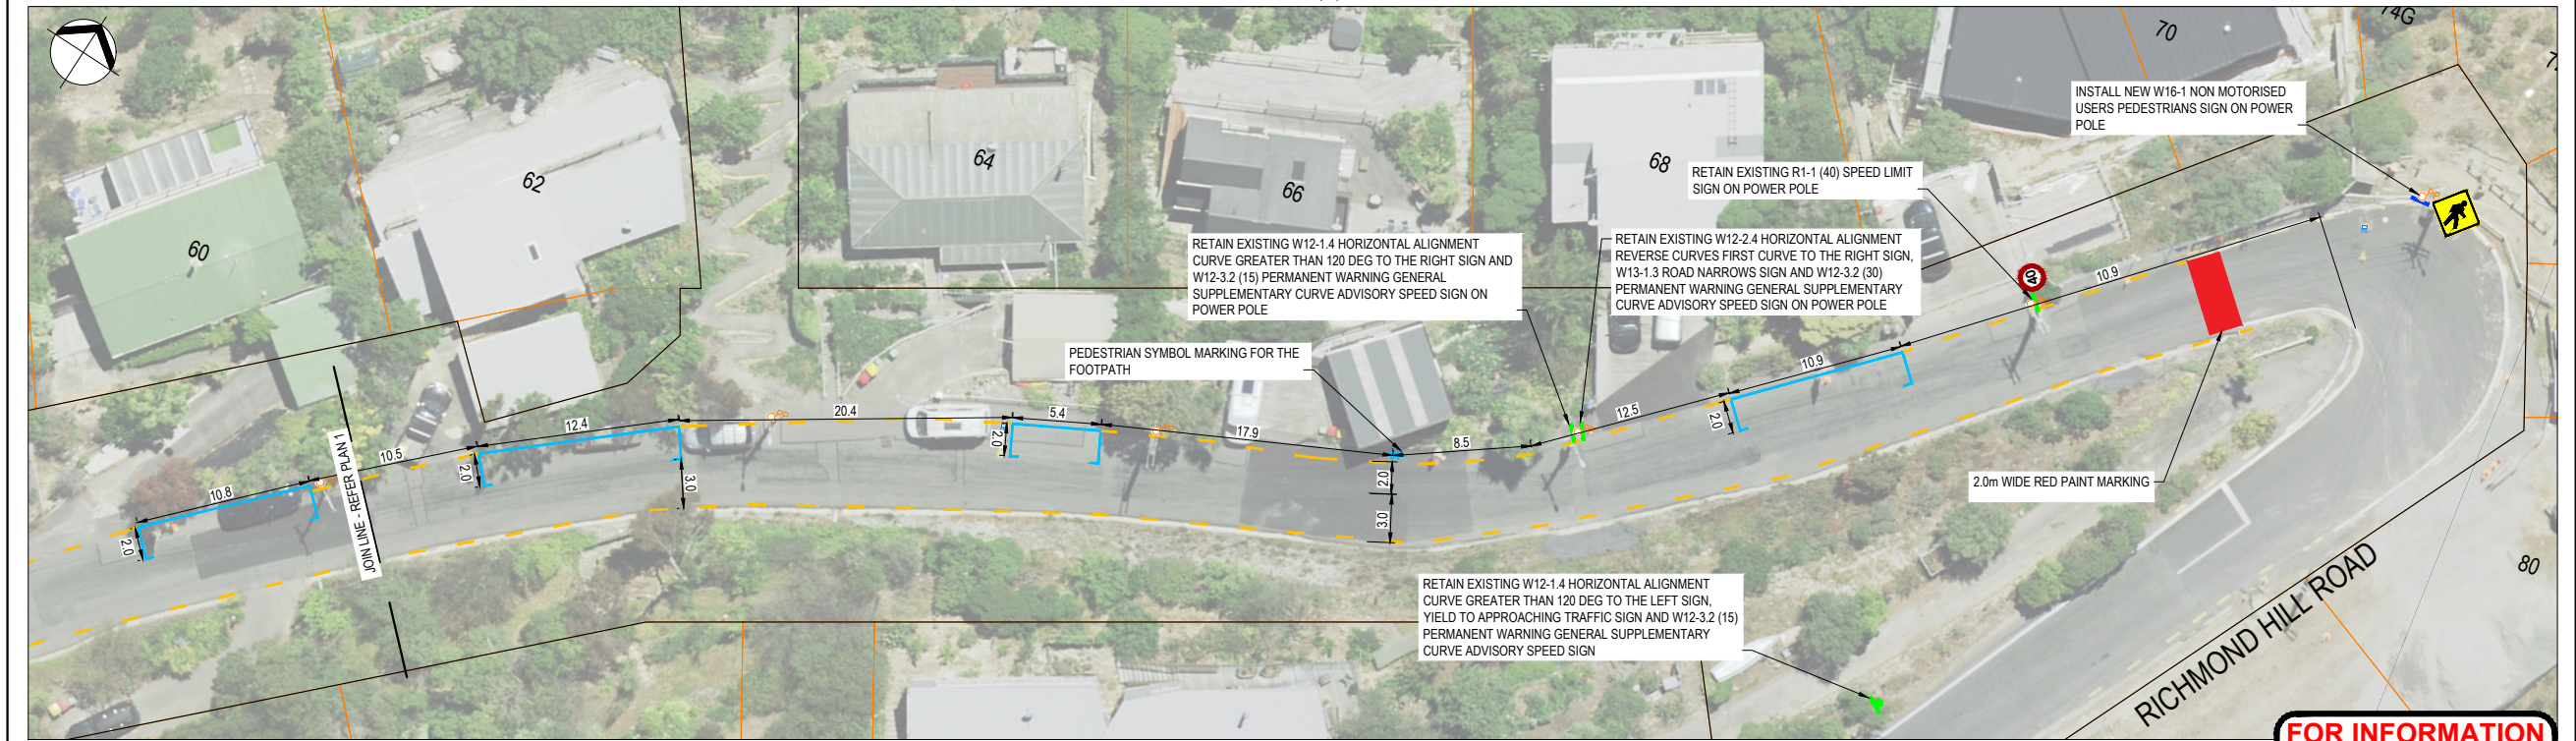 74G
70
INSTALL NEW W16-1 NON MOTORISED
USERS PEDESTRIANS SIGN ON POWER
POLE
62
64
66
68
60
RETAIN EXISTING R1-1 (40) SPEED LIMIT
SIGN ON POWER POLE
RETAIN EXISTING W12-1.4 HORIZONTAL ALIGNMENT
CURVE GREATER THAN 120 DEG TO THE RIGHT SIGN AND
W12-3.2 (15) PERMANENT WARNING GENERAL
SUPPLEMENTARY CURVE ADVISORY SPEED SIGN ON
POWER POLE
RETAIN EXISTING W12-2.4 HORIZONTAL ALIGNMENT
REVERSE CURVES FIRST CURVE TO THE RIGHT SIGN,
W13-1.3 ROAD NARROWS SIGN AND W12-3.2 (30)
PERMANENT WARNING GENERAL SUPPLEMENTARY
CURVE ADVISORY SPEED SIGN ON POWER POLE
40
10.9
PEDESTRIAN SYMBOL MARKING FOR THE
FOOTPATH
10.9
2.0
12.5
8.5
17.9
5.4
2.0
20.4
12.4
2.0
3.0
10.5
10.8
2.0
2.0
3.0
JOIN LINE - REFER PLAN 1
2.0m WIDE RED PAINT MARKING
RETAIN EXISTING W12-1.4 HORIZONTAL ALIGNMENT
CURVE GREATER THAN 120 DEG TO THE LEFT SIGN,
YIELD TO APPROACHING TRAFFIC SIGN AND W12-3.2 (15)
PERMANENT WARNING GENERAL SUPPLEMENTARY
CURVE ADVISORY SPEED SIGN
RICHMOND HILL ROAD
80
FOR INFORMATION